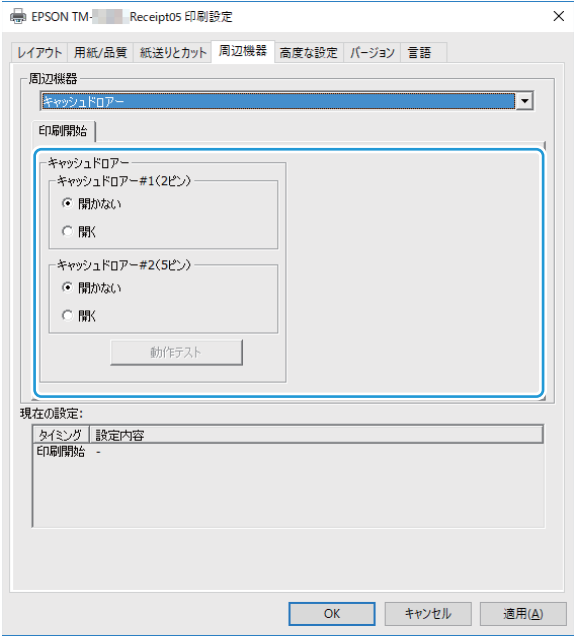 EPSON TM- Receipt05 印刷設定
レイアウト 用紙/品質 紙送りとカット 周辺機器 高度な設定 バージョン 言語
周辺機器
キャッシュドロアー
印刷開始
キャッシュドロアー
キャッシュドロアー#1(2ピン)
開かない
開く
キャッシュドロアー#2(5ピン)
開かない
開く
動作テスト
現在の設定:
タイミング 設定内容
印刷開始 -
OK キャンセル 適用(A)